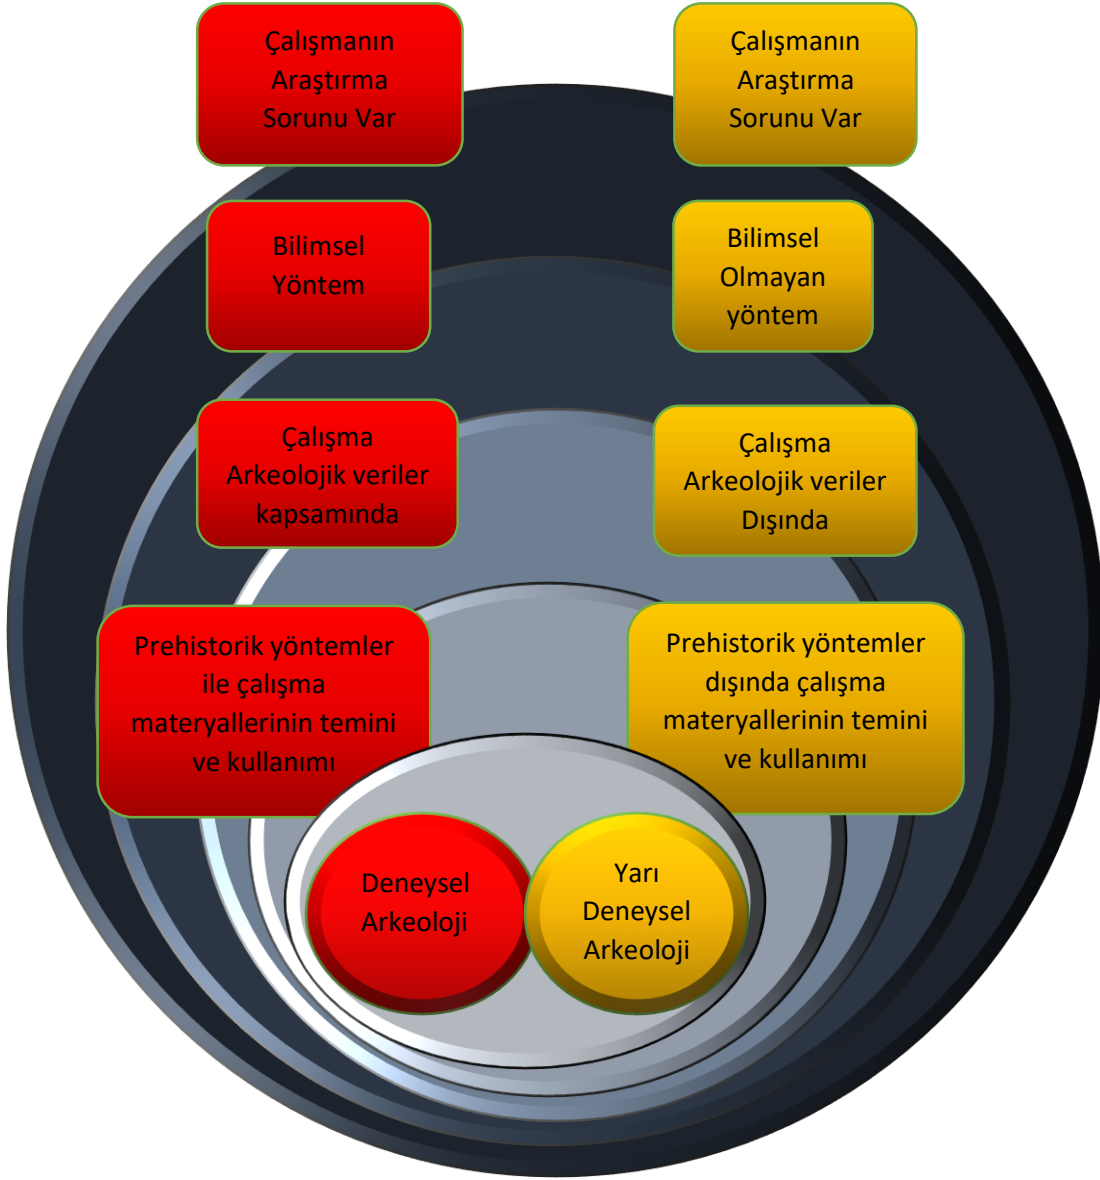 Çalışmanın
Araştırma
Sorunu Var
Çalışmanın
Araştırma
Sorunu Var
Bilimsel
Yöntem
Bilimsel
Olmayan
yöntem
Çalışma
Arkeolojik veriler
kapsamında
Çalışma
Arkeolojik veriler
Dışında
Prehistorik yöntemler
ile çalışma
materyallerinin temini
ve kullanımı
Prehistorik yöntemler
dışında çalışma
materyallerinin temini
ve kullanımı
Deneysel
Arkeoloji
Yarı
Deneysel
Arkeoloji